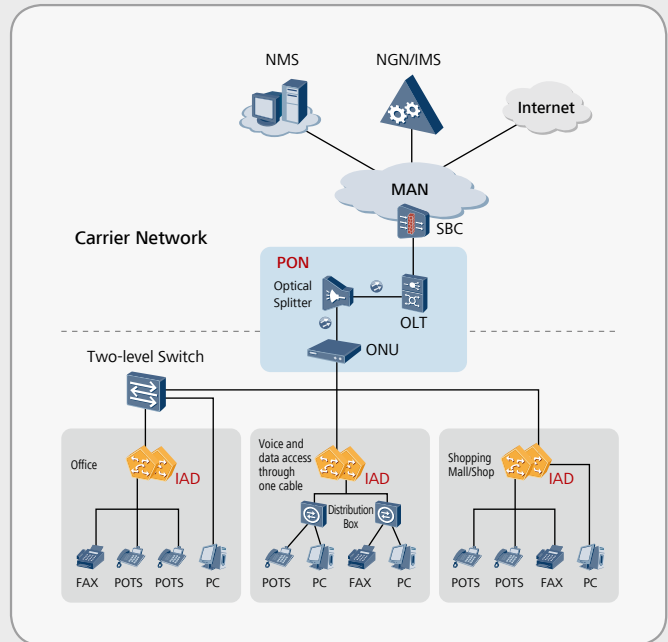 NMS
NGN/IMS
Internet
MAN
SBC
Carrier Network
PON
Optical
Splitter
OLT
ONU
Two-level Switch
Office
IAD
FAX
POTS
POTS
PC
Voice and
data access
through
one cable
IAD
Distribution
Box
POTS
PC
FAX
PC
Shopping
Mall/Shop
IAD
POTS
POTS
FAX
PC